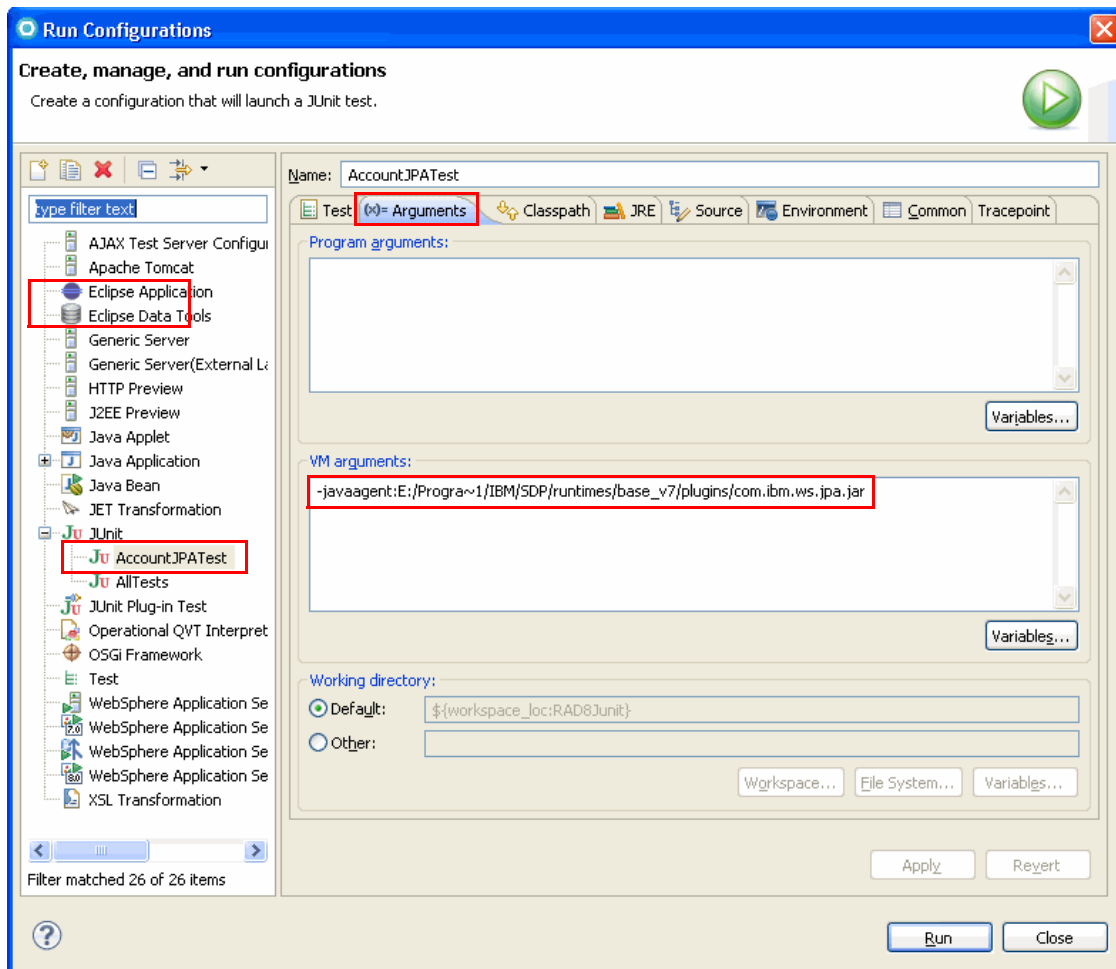 Run Configurations
Create, manage, and run configurations
Create a configuration that will launch a JUnit test.
type filter text
AJAX Test Server Configur
Apache Tomcat
Eclipse Application
Eclipse Data Tools
Generic Server
Generic Server(External La
HTTP Preview
J2EE Preview
Java Applet
Java Application
Java Bean
JET Transformation
JUnit
AccountJPATest
AllTests
JUnit Plug-in Test
Operational QVT Interpret
OSGi Framework
Test
WebSphere Application Se
WebSphere Application Se
WebSphere Application Se
WebSphere Application Se
XSL Transformation
Filter matched 26 of 26 items
Name: AccountJPATest
Test (x)= Arguments Classpath JRE Source Environment Common Tracepoint
Program arguments:
Variables...
VM arguments:
-javaagent:E:/Progra~1/IBM/SDP/runtimes/base_v7/plugins/com.ibm.ws.jpa.jar
Variables...
Working directory:
Default: ${workspace_loc:RAD8Junit}
Other:
Workspace... File System... Variables...
Apply Revert
? Run Close